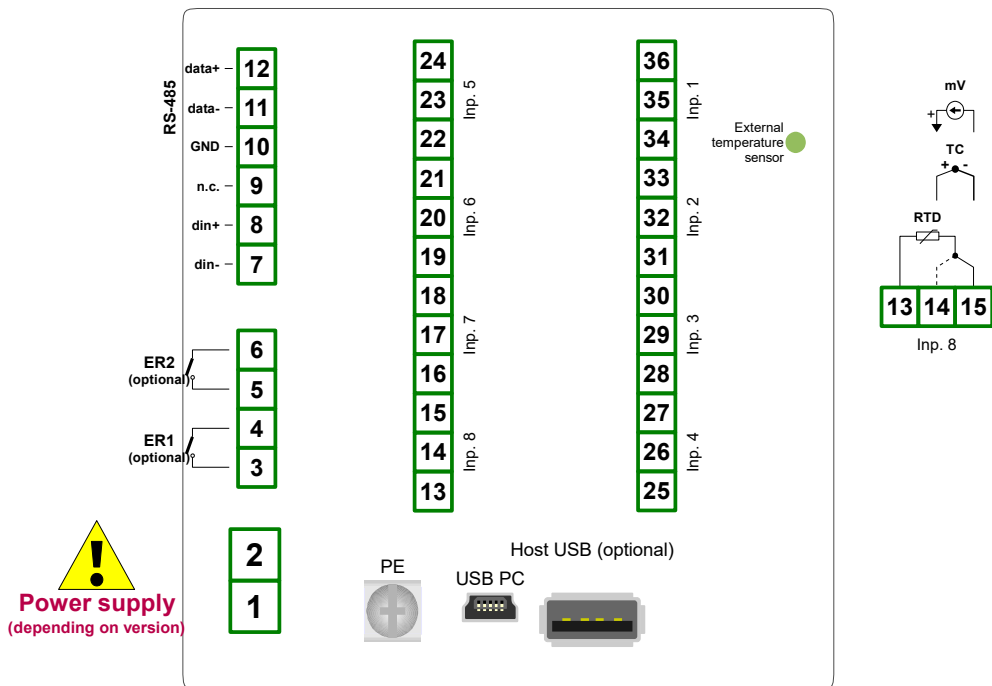 RS-485
data+
12
data-
11
GND
10
n.c.
9
din+
8
din-
7
ER2
(optional)
6
5
ER1
(optional)
4
3
Power supply
(depending on version)
2
1
24
23
22
Inp. 5
21
20
19
Inp. 6
18
17
16
Inp. 7
15
14
13
Inp. 8
36
35
34
Inp. 1
33
32
31
Inp. 2
30
29
28
Inp. 3
27
26
25
Inp. 4
External
temperature
sensor
PE
USB PC
Host USB (optional)
mV
+
TC
+ -
RTD
13 14 15
Inp. 8